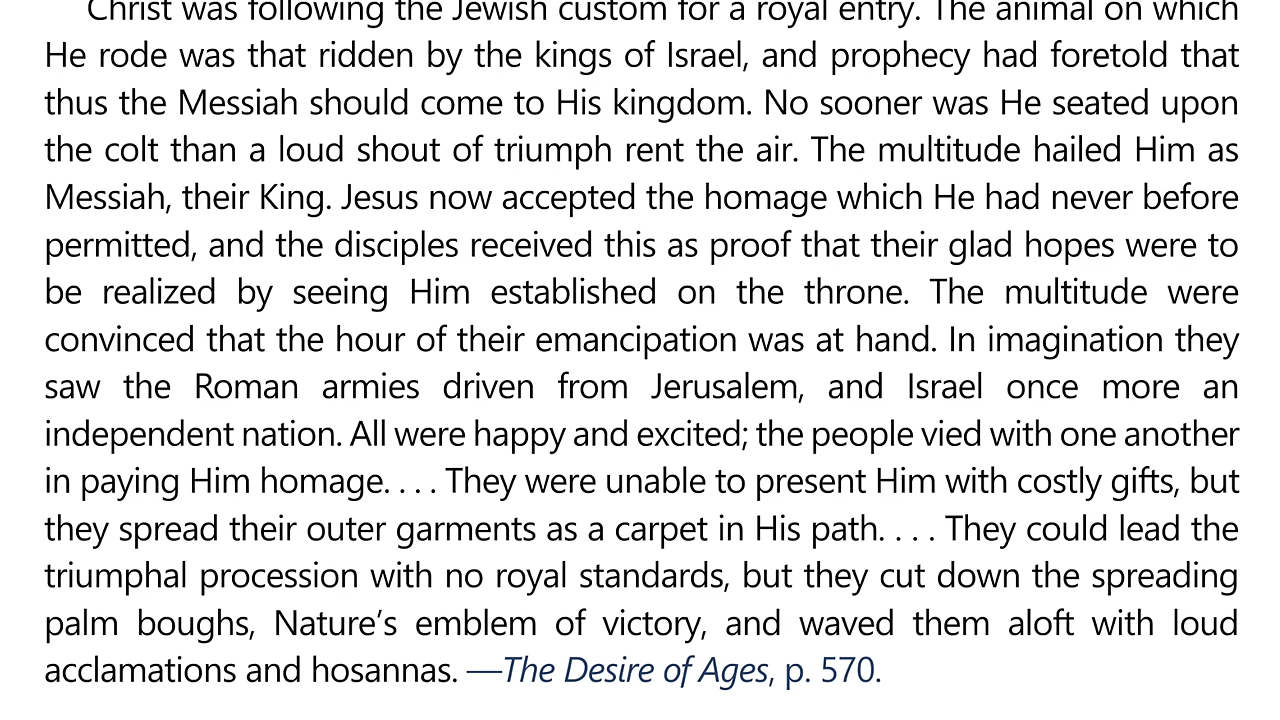 Christ was following the Jewish custom for a royal entry. The animal on which
He rode was that ridden by the kings of Israel, and prophecy had foretold that
thus the Messiah should come to His kingdom. No sooner was He seated upon
the colt than a loud shout of triumph rent the air. The multitude hailed Him as
Messiah, their King. Jesus now accepted the homage which He had never before
permitted, and the disciples received this as proof that their glad hopes were to
be realized by seeing Him established on the throne. The multitude were
convinced that the hour of their emancipation was at hand. In imagination they
saw the Roman armies driven from Jerusalem, and Israel once more an
independent nation. All were happy and excited; the people vied with one another
in paying Him homage. . . . They were unable to present Him with costly gifts, but
they spread their outer garments as a carpet in His path. . . . They could lead the
triumphal procession with no royal standards, but they cut down the spreading
palm boughs, Nature’s emblem of victory, and waved them aloft with loud
acclamations and hosannas. —The Desire of Ages, p. 570.